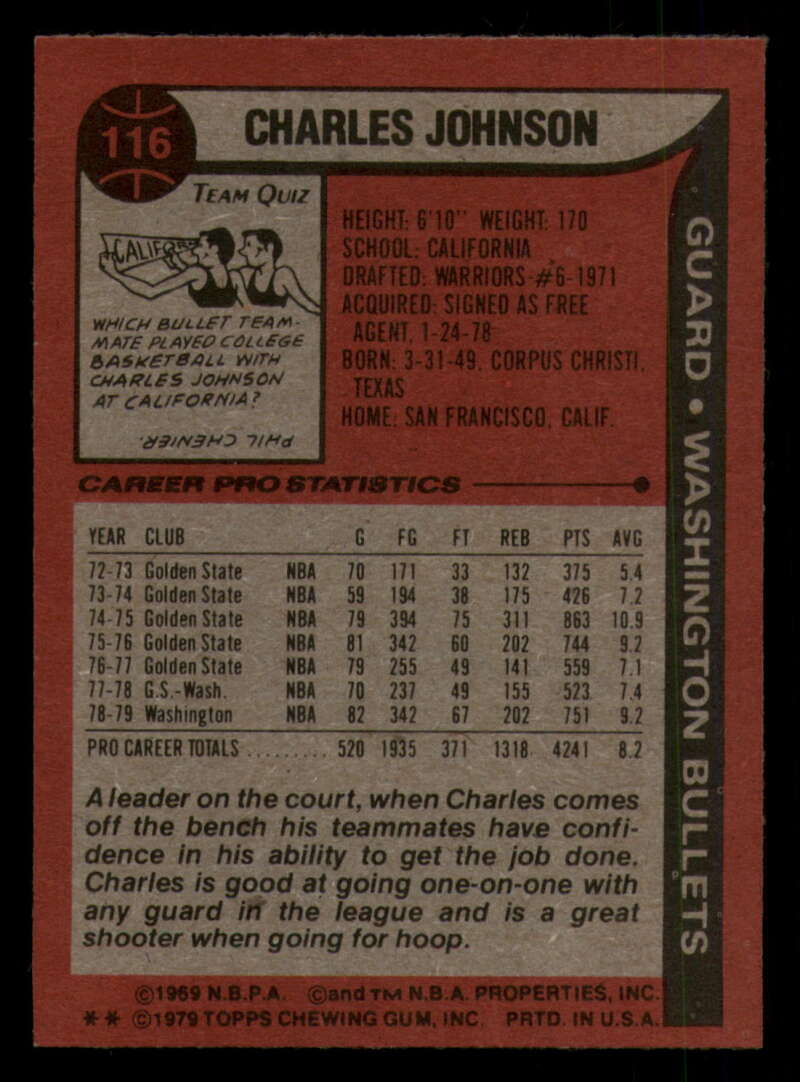 116
CHARLES JOHNSON
TEAM QUIZ
CALIFOR
WHICH BULLET TEAM-
MATE PLAYED COLLEGE
BASKETBALL WITH
CHARLES JOHNSON
AT CALIFORNIA?
PHIL CHENIER.
HEIGHT: 6'10" WEIGHT: 170
SCHOOL: CALIFORNIA
DRAFTED: WARRIORS-#6-1971
ACQUIRED: SIGNED AS FREE
AGENT, 1-24-78
BORN: 3-31-49, CORPUS CHRISTI,
TEXAS
HOME: SAN FRANCISCO, CALIF.
GUARD • WASHINGTON BULLETS
CAREER PRO STATISTICS
YEAR CLUB G FG FT REB PTS AVG
72-73 Golden State NBA 70 171 33 132 375 5.4
73-74 Golden State NBA 59 194 38 175 426 7.2
74-75 Golden State NBA 79 394 75 311 863 10.9
75-76 Golden State NBA 81 342 60 202 744 9.2
76-77 Golden State NBA 79 255 49 141 559 7.1
77-78 G.S.-Wash. NBA 70 237 49 155 523 7.4
78-79 Washington NBA 82 342 67 202 751 9.2
PRO CAREER TOTALS .......... 520 1935 371 1318 4241 8.2
A leader on the court, when Charles comes
off the bench his teammates have confi-
dence in his ability to get the job done.
Charles is good at going one-on-one with
any guard in the league and is a great
shooter when going for hoop.
©1969 N.B.P.A. ©and TM N.B.A. PROPERTIES, INC.
** ©1979 TOPPS CHEWING GUM, INC. PRTD. IN U.S.A.